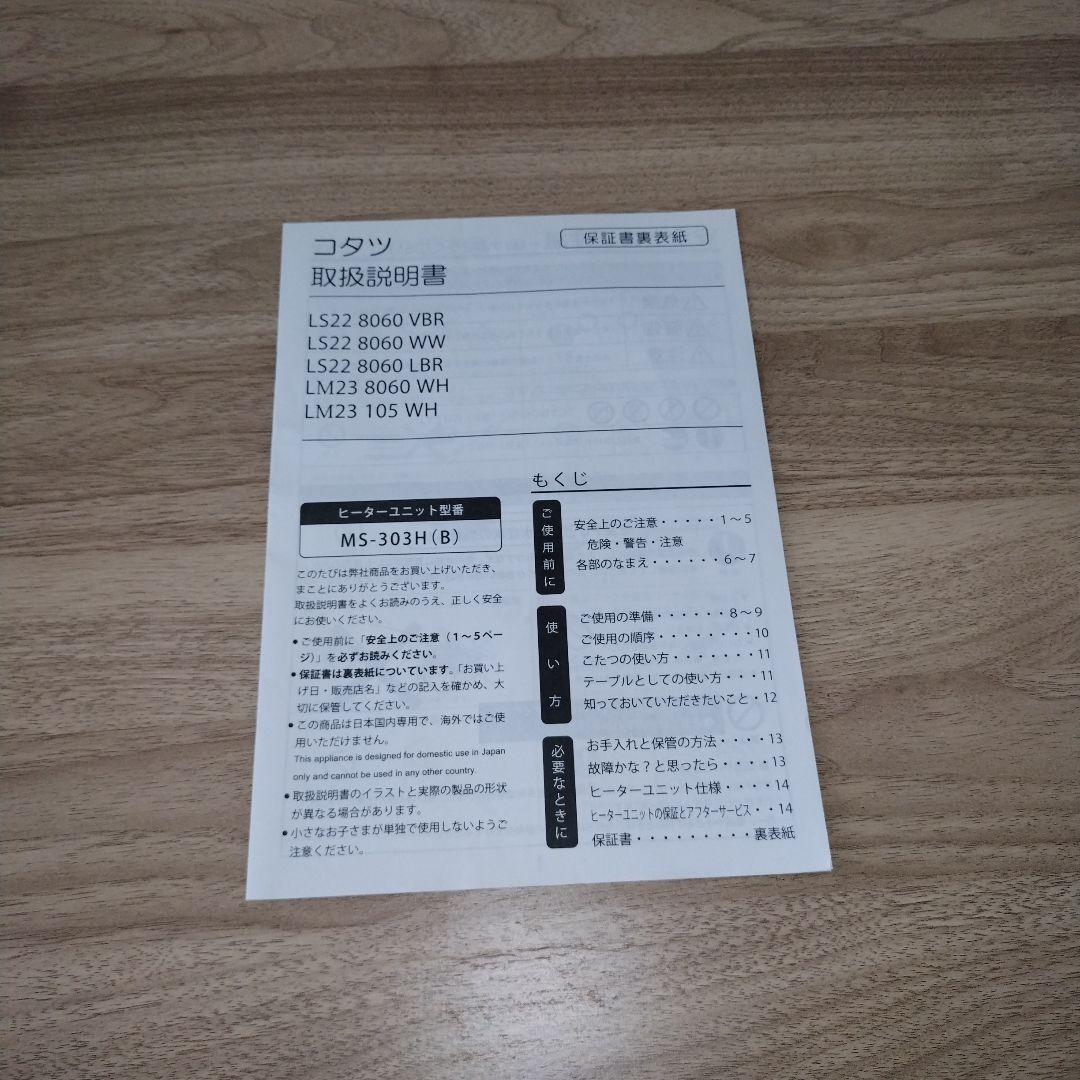 コタツ
取扱説明書
保証書裏表紙
LS22 8060 VBR
LS22 8060 WW
LS22 8060 LBR
LM23 8060 WH
LM23 105 WH
ヒーターユニット型番
MS-303H(B)
このたびは弊社商品をお買い上げいただき、
まことにありがとうございます。
取扱説明書をよくお読みのうえ、正しく安全
にお使いください。
●ご使用前に「安全上のご注意(1〜5ペー
ジ)」を必ずお読みください。
●保証書は裏表紙についています。「お買い上
げ日・販売店名」などの記入を確かめ、大
切に保管してください。
●この商品は日本国内専用で、海外ではご使
用いただけません。
This appliance is designed for domestic use in Japan
only and cannot be used in any other country.
●取扱説明書のイラストと実際の製品の形状
が異なる場合があります。
●小さなお子さまが単独で使用しないようご
注意ください。
もくじ
ご使用前に
安全上のご注意・・・・・1〜5
危険・警告・注意
各部のなまえ・・・・・・6〜7
使い方
ご使用の準備・・・・・・8〜9
ご使用の順序・・・・・・・・10
こたつの使い方・・・・・・・11
テーブルとしての使い方・・・11
知っておいていただきたいこと・12
必要なときに
お手入れと保管の方法・・・・13
故障かな?と思ったら・・・・13
ヒーターユニット仕様・・・・14
ヒーターユニットの保証とアフターサービス・・14
保証書・・・・・・・・・裏表紙